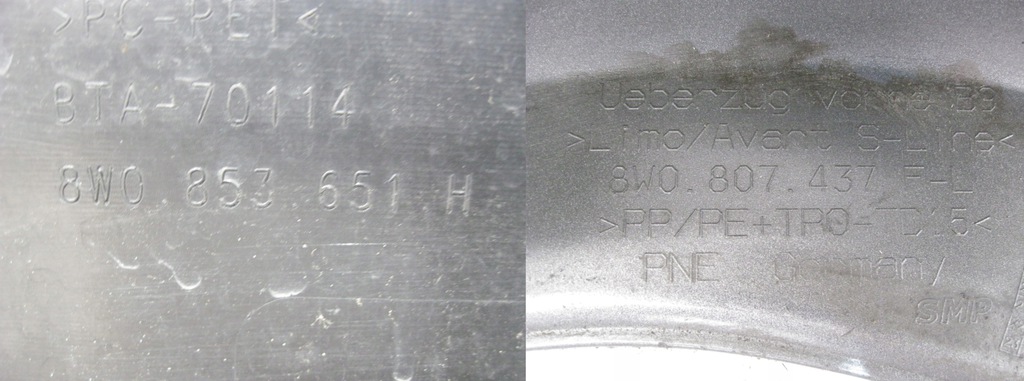 >PC-PET<
BTA-70114
8W0 853 651 H
Ueberzug vorne B9
>Limo/Avant S-Line<
8W0.807.437 F-L
>PP/PE+TRO-TD15<
PNE Germany
SMP